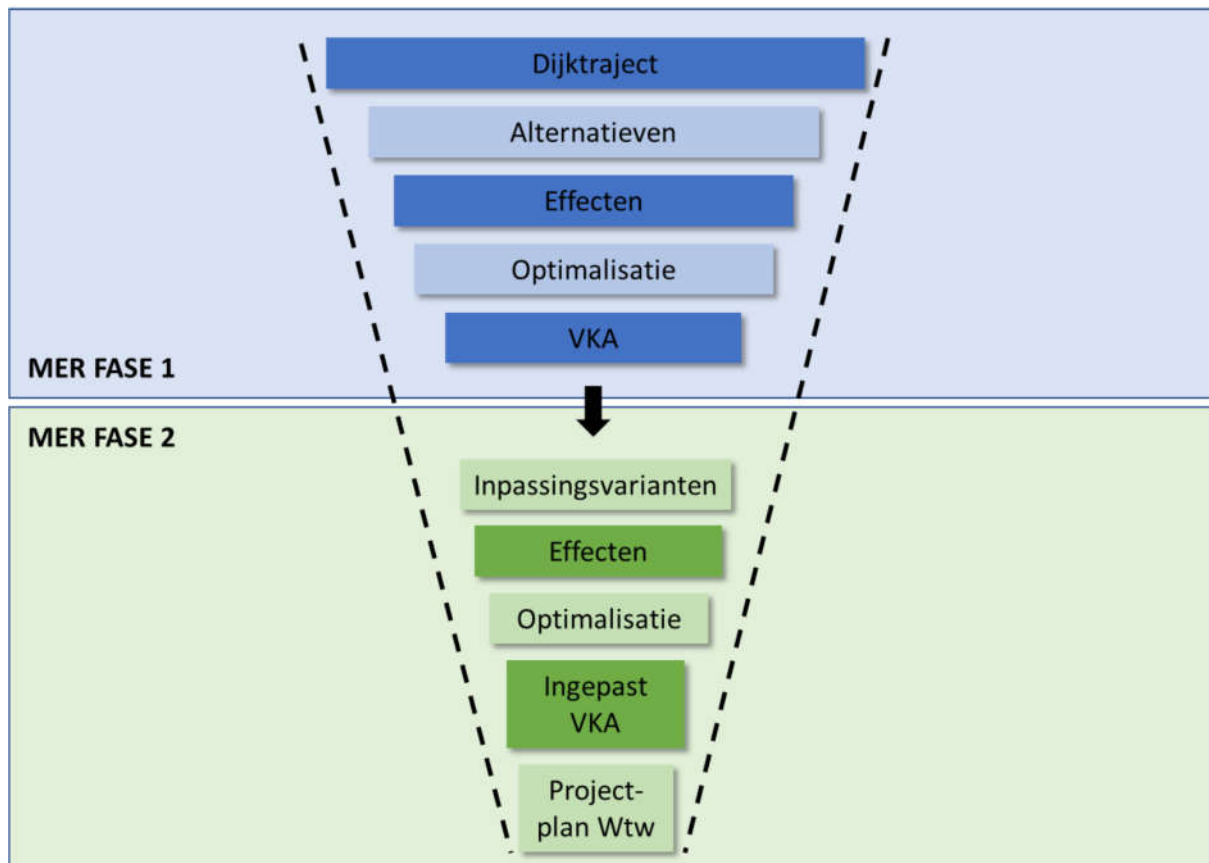 Dijktraject
Alternatieven
Effecten
Optimalisatie
VKA
MER FASE 1
MER FASE 2
Inpassingsvarianten
Effecten
Optimalisatie
Ingepast
VKA
Project-
plan Wtw